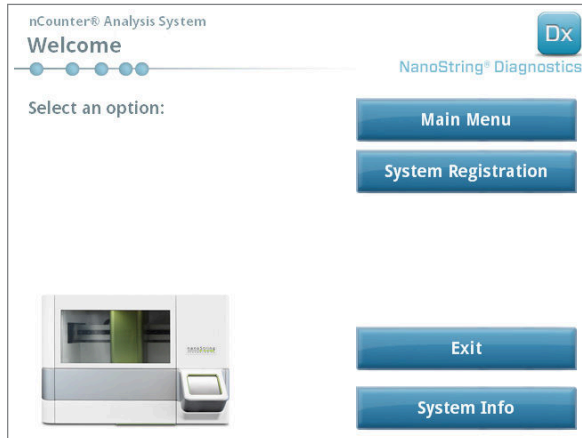 nCounter® Analysis System
Welcome
Dx
NanoString® Diagnostics
Select an option:
Main Menu
System Registration
Exit
System Info